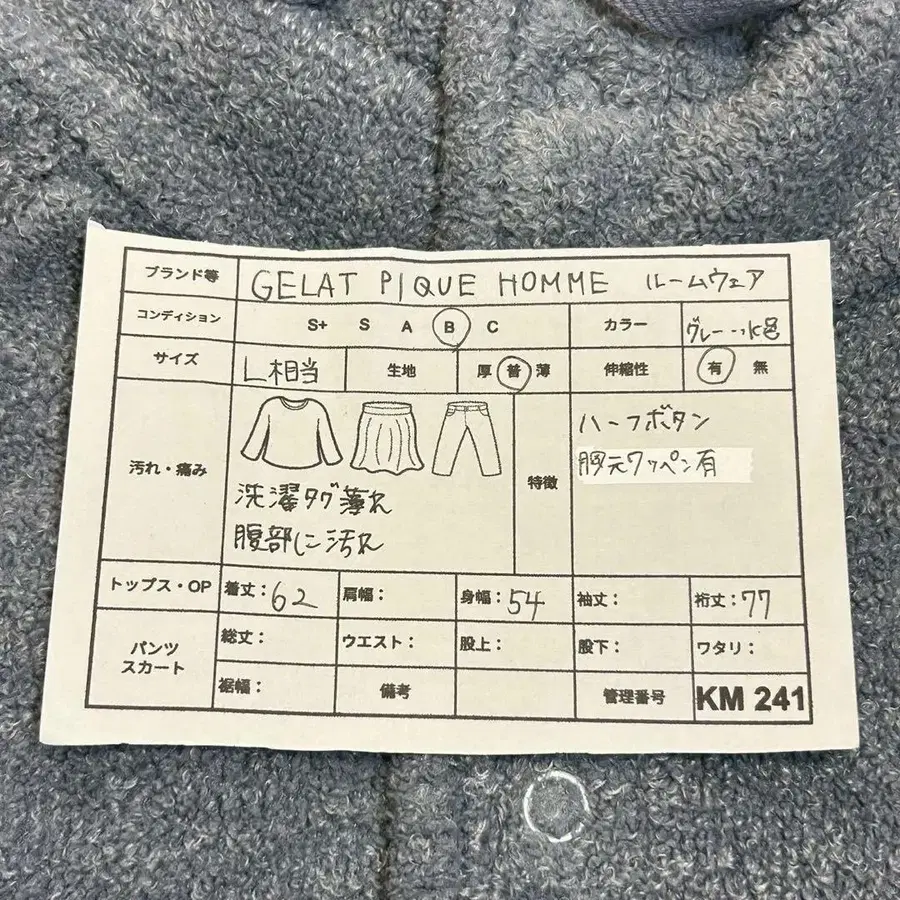 ブランド等 GELAT PIQUE HOMME ルームウェア
コンディション S+ S A B C カラー グレー・水色
サイズ L相当 生地 厚 普 薄 伸縮性 有 無
汚れ・痛み 洗濯タグ薄れ
腹部に汚れ
特徴 ハーフボタン
胸元ワッペン有
トップス・OP 着丈：62 肩幅： 身幅：54 袖丈： 裄丈：77
パンツ
スカート
総丈： ウエスト： 股上： 股下： ワタリ：
裾幅： 備考 管理番号 KM 241